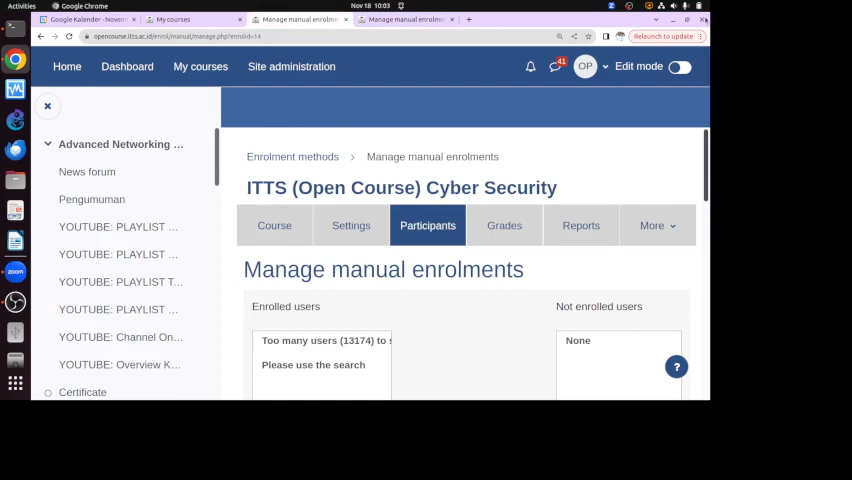 Activities
Google Chrome
Nov 18 10:03
Google Kalender - Novem
My courses
Manage manual enrolmen
Manage manual enrolmen
opencourse.itts.ac.id/enrol/manual/manage.php?enrolid=14
Relaunch to update
Home
Dashboard
My courses
Site administration
41
OP
Edit mode
Advanced Networking ...
News forum
Pengumuman
YOUTUBE: PLAYLIST ...
YOUTUBE: PLAYLIST ...
YOUTUBE: PLAYLIST T...
YOUTUBE: PLAYLIST ...
YOUTUBE: Channel On...
YOUTUBE: Overview K...
Certificate
Enrolment methods > Manage manual enrolments
ITTS (Open Course) Cyber Security
Course
Settings
Participants
Grades
Reports
More
Manage manual enrolments
Enrolled users
Too many users (13174) to s
Please use the search
Not enrolled users
None
?
zoom